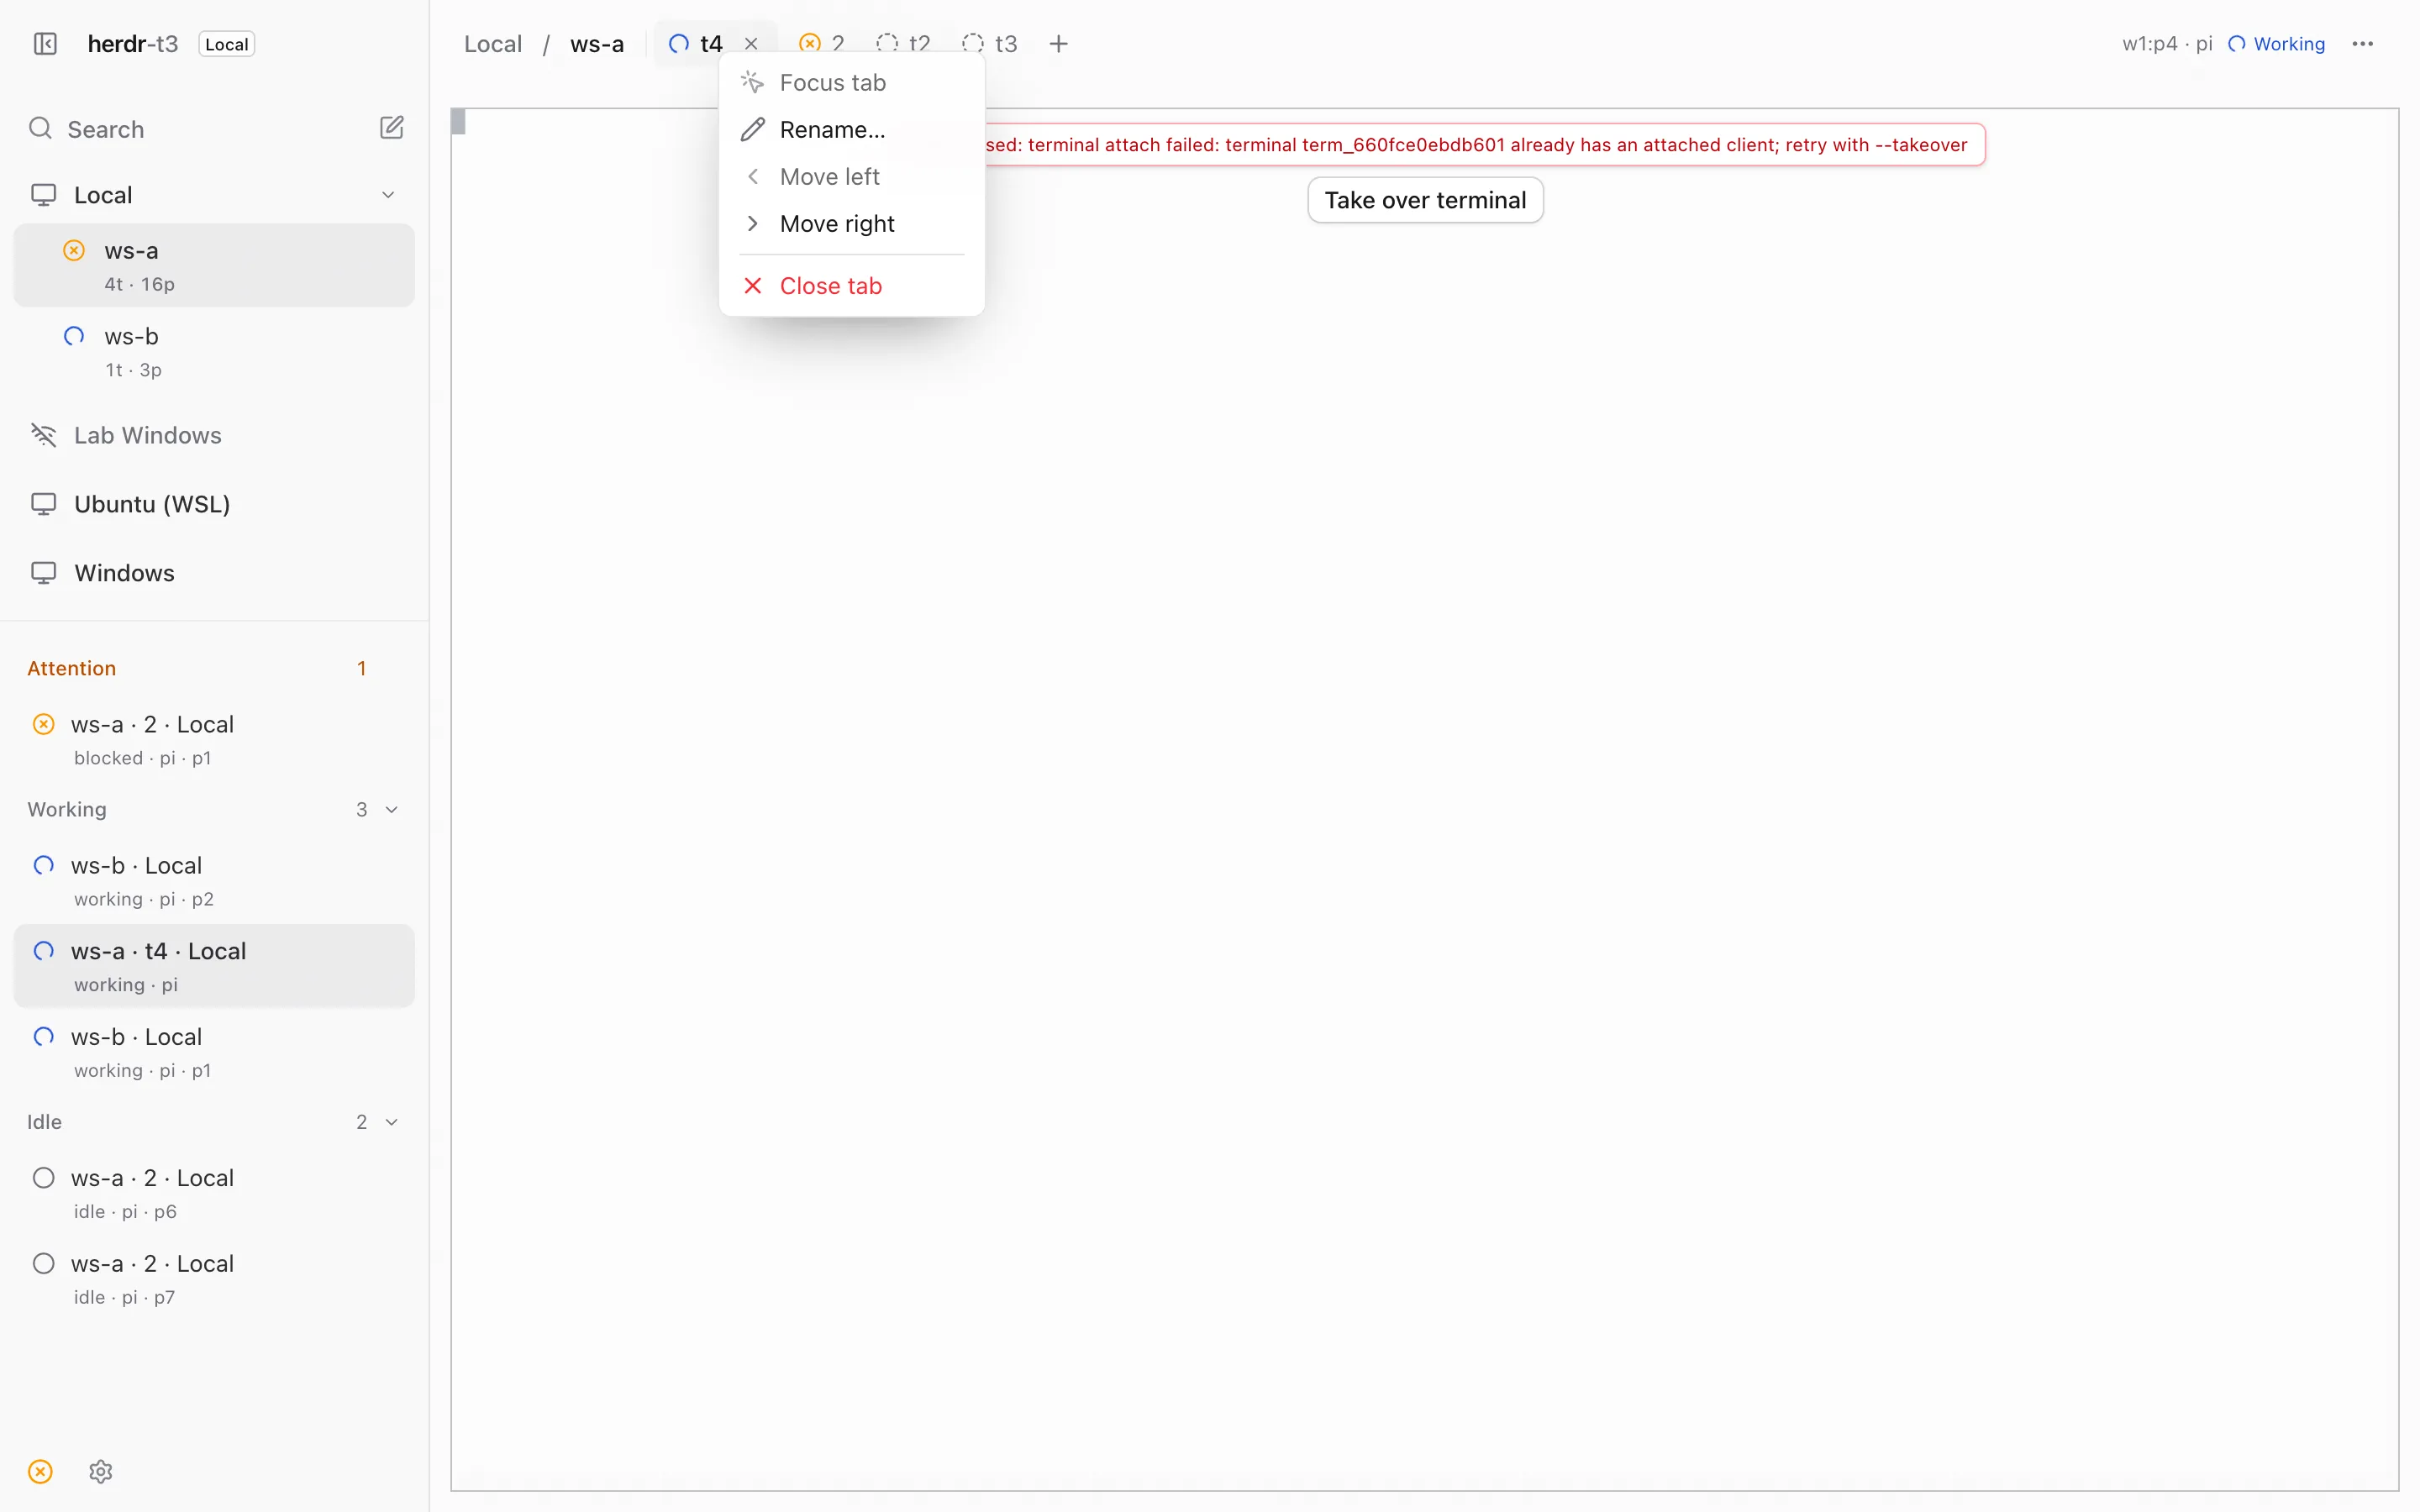 herdr-t3 Local
Search
Local
ws-a
4t · 16p
ws-b
1t · 3p
Lab Windows
Ubuntu (WSL)
Windows
Attention 1
ws-a · 2 · Local
blocked · pi · p1
Working 3
ws-b · Local
working · pi · p2
ws-a · t4 · Local
working · pi
ws-b · Local
working · pi · p1
Idle 2
ws-a · 2 · Local
idle · pi · p6
ws-a · 2 · Local
idle · pi · p7
Local / ws-a t4 2 t2 t3
w1:p4 · pi Working
Focus tab
Rename...
Move left
Move right
Close tab
sed: terminal attach failed: terminal term_660fce0ebdb601 already has an attached client; retry with --takeover
Take over terminal